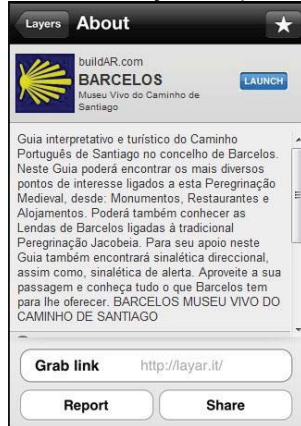 Layers
About
buildAR.com
BARCELOS
Museu Vivo do Caminho de
Santiago
LAUNCH
Guia interpretativo e turístico do Caminho
Português de Santiago no concelho de Barcelos.
Neste Guia poderá encontrar os mais diversos
pontos de interesse ligados a esta Peregrinação
Medieval, desde: Monumentos, Restaurantes e
Alojamentos. Poderá também conhecer as
Lendas de Barcelos ligadas à tradicional
Peregrinação Jacobeia. Para seu apoio neste
Guia também encontrará sinalética direccional,
assim como, sinalética de alerta. Aproveite a sua
passagem e conheça tudo o que Barcelos tem
para lhe oferecer. BARCELOS MUSEU VIVO DO
CAMINHO DE SANTIAGO
Grab link http://layar.it/
Report
Share